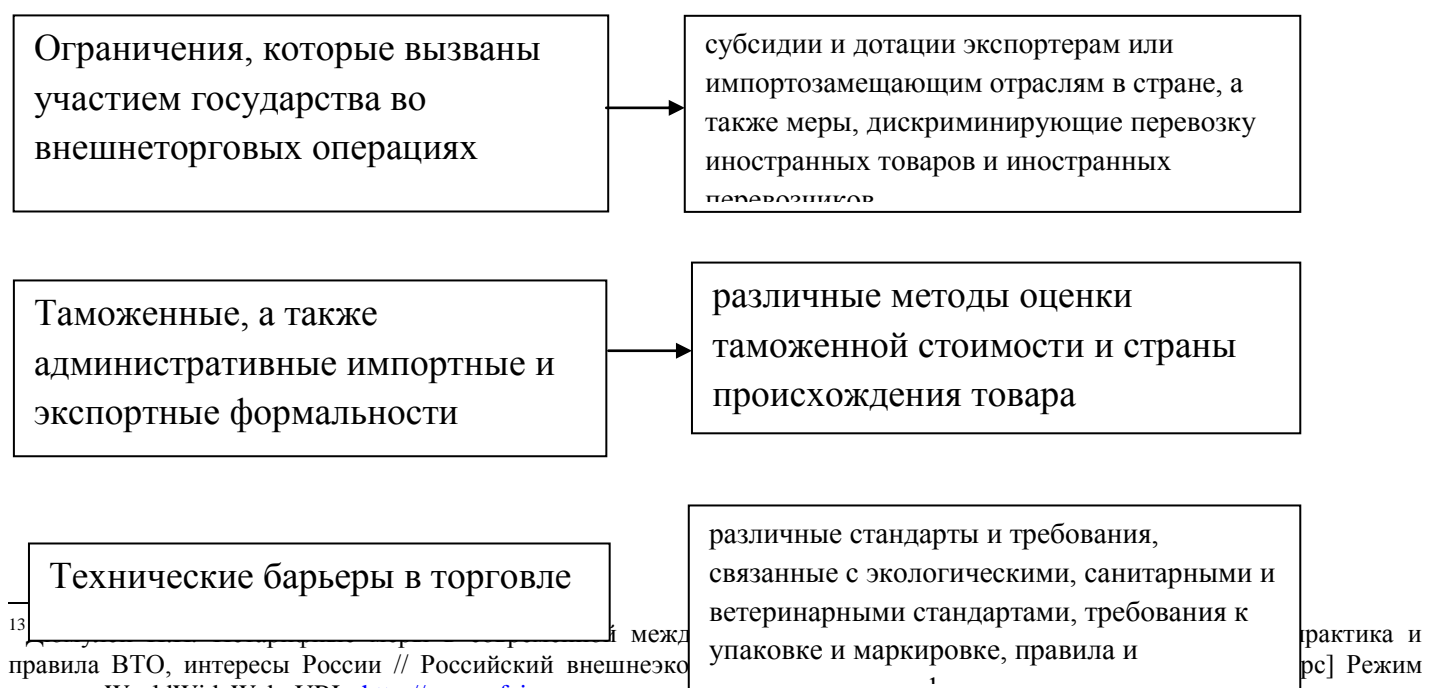 Ограничения, которые вызваны
участием государства во
внешнеторговых операциях
субсидии и дотации экспортерам или
импортозамещающим отраслям в стране, а
также меры, дискриминирующие перевозку
иностранных товаров и иностранных
перевозчиков
Таможенные, а также
административные импортные и
экспортные формальности
различные методы оценки
таможенной стоимости и страны
происхождения товара
Технические барьеры в торговле
различные стандарты и требования,
связанные с экологическими, санитарными и
ветеринарными стандартами, требования к
упаковке и маркировке, правила и
13
и
правила ВТО, интересы России // Российский Режим